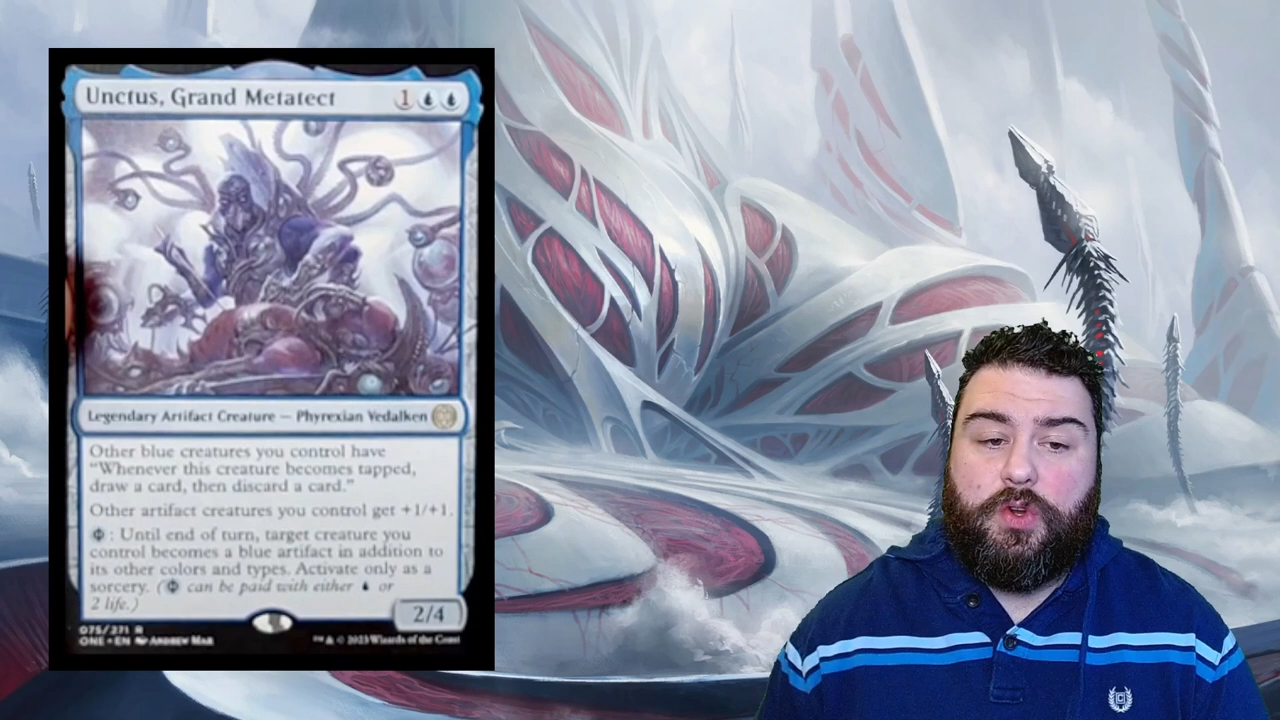 Unctus, Grand Metatect 1
Legendary Artifact Creature — Phyrexian Vedalken
Other blue creatures you control have
"Whenever this creature becomes tapped,
draw a card, then discard a card."
Other artifact creatures you control get +1/+1.
: Until end of turn, target creature you
control becomes a blue artifact in addition to
its other colors and types. Activate only as a
sorcery. ( can be paid with either or
2 life.)
2/4
075/271 R
ONE • EN ANDREW MAR
™ & © 2023 Wizards of the Coast